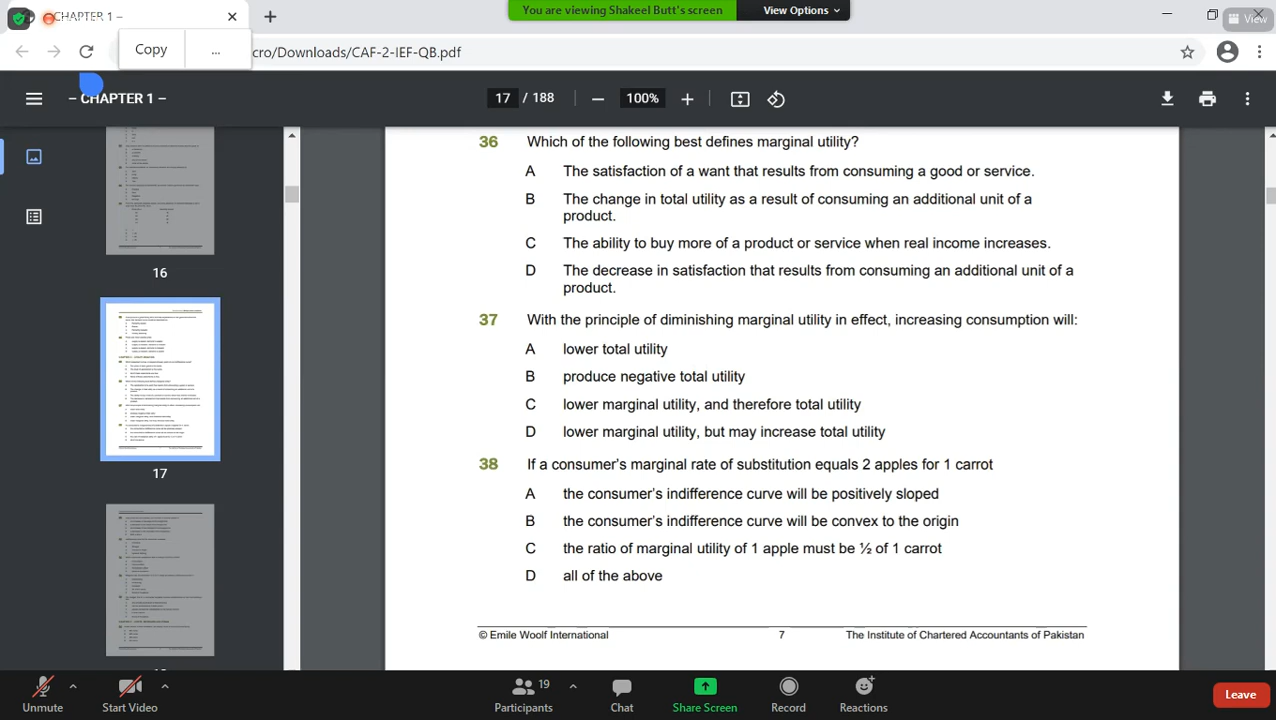 CHAPTER 1 –
You are viewing Shakeel Butt's screen
View Options
View
Copy
...
cro/Downloads/CAF-2-IEF-QB.pdf
– CHAPTER 1 –
17 / 188
100%
36 Which of the following best defines marginal utility?
A The satisfaction of a want that results from consuming a good or service.
B The change in total utility as a result of consuming an additional unit of a
product.
C The ability to buy more of a product or service when real income increases.
D The decrease in satisfaction that results from consuming an additional unit of a
product.
37 With the principle of diminishing marginal utility in effect, increasing consumption will:
A lower total utility
B produce negative total utility
C lower marginal utility, and therefore total utility
D lower marginal utility, but may increase total utility
38 If a consumer's marginal rate of substitution equals 2 apples for 1 carrot
A the consumer's indifference curve will be positively sloped
B the consumer's indifference curve will be convex to the origin
C the ratio of marginal utility of 1 apple must be ½ of 1 carrot
D all of the above
© Emile Woolf International 7 The Institute of Chartered Accountants of Pakistan
16
17
Unmute
Start Video
19
Participants
Chat
Share Screen
Record
Reactions
Leave